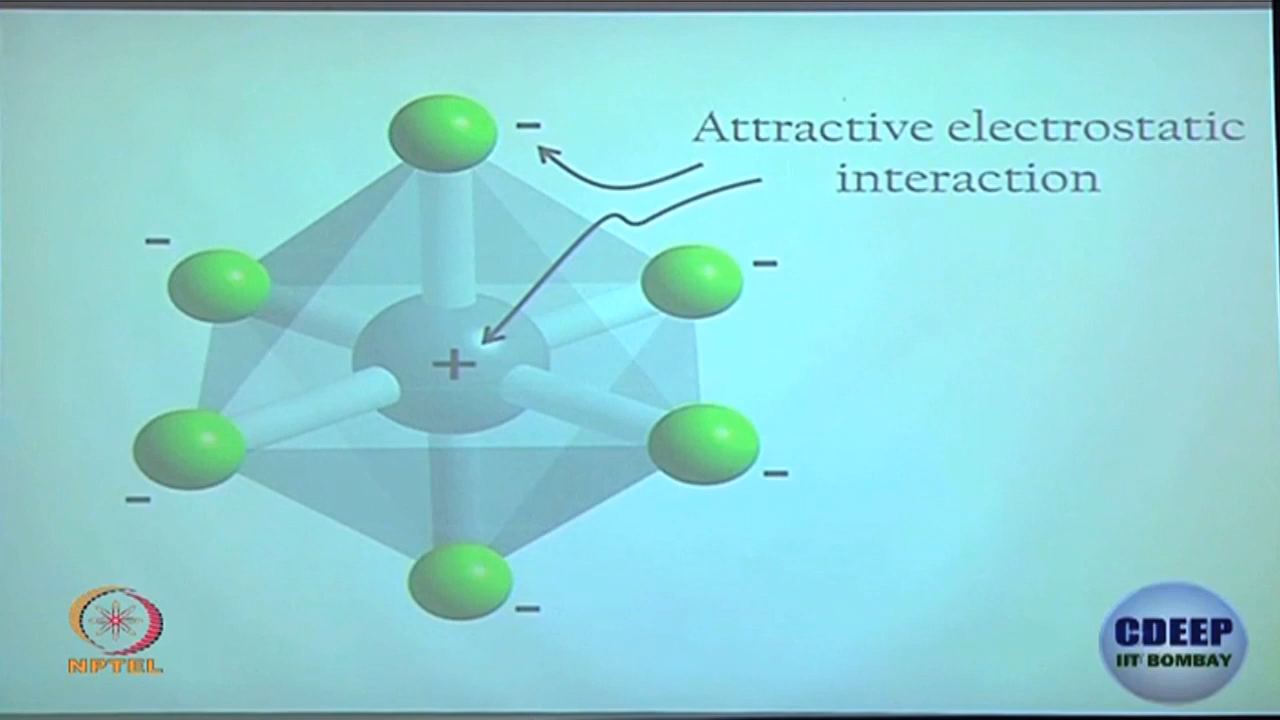 Attractive electrostatic
interaction
−
−
−
+
−
−
−
NPTEL
CDEEP
IIT BOMBAY